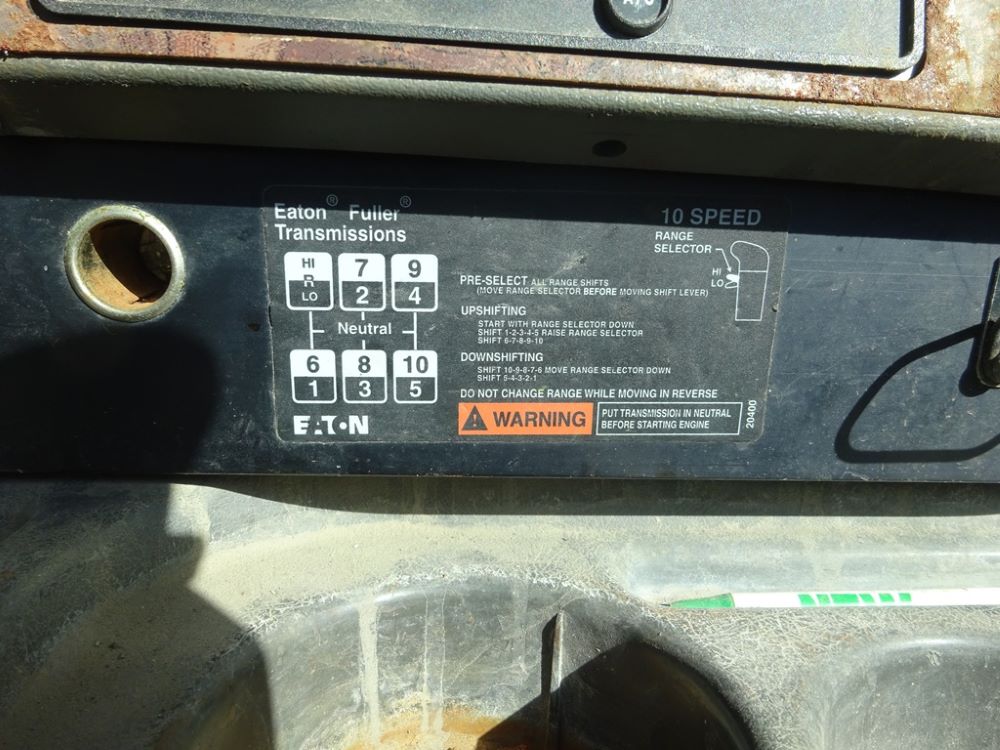 A/C
Eaton® Fuller®
Transmissions
10 SPEED
RANGE
SELECTOR
HI
LO
HI
R
LO
7
2
9
4
Neutral
6
1
8
3
10
5
EATON
PRE-SELECT ALL RANGE SHIFTS
(MOVE RANGE SELECTOR BEFORE MOVING SHIFT LEVER)
UPSHIFTING
START WITH RANGE SELECTOR DOWN
SHIFT 1-2-3-4-5 RAISE RANGE SELECTOR
SHIFT 6-7-8-9-10
DOWNSHIFTING
SHIFT 10-9-8-7-6 MOVE RANGE SELECTOR DOWN
SHIFT 5-4-3-2-1
DO NOT CHANGE RANGE WHILE MOVING IN REVERSE
WARNING
PUT TRANSMISSION IN NEUTRAL
BEFORE STARTING ENGINE
20400